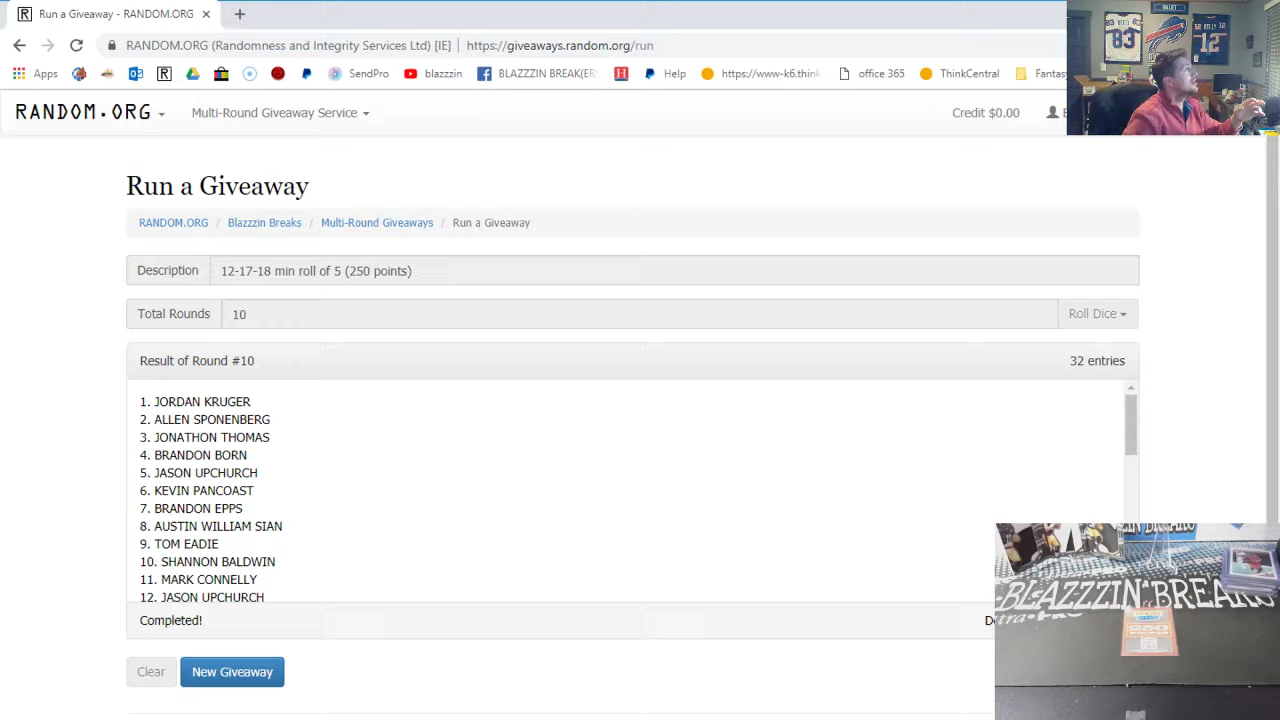 Run a Giveaway - RANDOM.ORG
RANDOM.ORG (Randomness and Integrity Services Ltd) [IE] https://giveaways.random.org/run
Apps SendPro blazzzin BLAZZZIN BREAK(ER Help https://www-k6.think office 365 ThinkCentral Fantasy
RANDOM.ORG Multi-Round Giveaway Service Credit $0.00
Run a Giveaway
RANDOM.ORG / Blazzzin Breaks / Multi-Round Giveaways / Run a Giveaway
Description 12-17-18 min roll of 5 (250 points)
Total Rounds 10 Roll Dice
Result of Round #10 32 entries
1. JORDAN KRUGER
2. ALLEN SPONENBERG
3. JONATHON THOMAS
4. BRANDON BORN
5. JASON UPCHURCH
6. KEVIN PANCOAST
7. BRANDON EPPS
8. AUSTIN WILLIAM SIAN
9. TOM EADIE
10. SHANNON BALDWIN
11. MARK CONNELLY
12. JASON UPCHURCH
Completed!
Clear New Giveaway
83
12
BLAZZZIN BREAKS